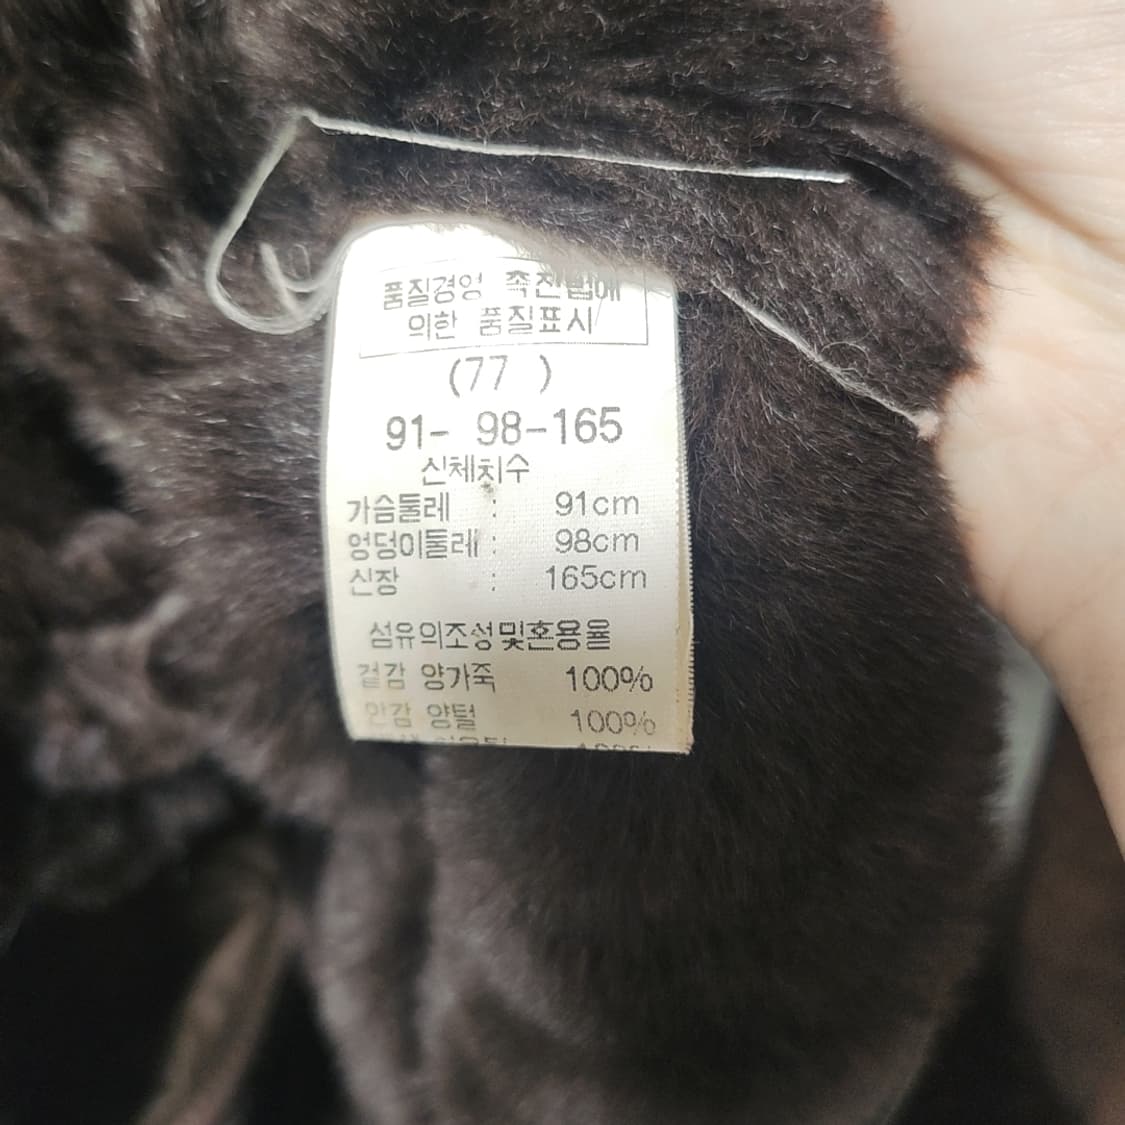 품질경영 촉진법에
의한 품질표시
(77 )
91- 98-165
신체치수
가슴둘레 : 91cm
엉덩이둘레 : 98cm
신장 : 165cm
섬유의조성및혼용율
겉감 양가죽 100%
안감 양털 100%